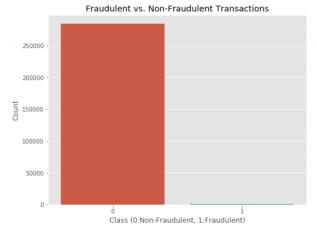 Fraudulent vs. Non-Fraudulent Transactions
250000
200000
150000
100000
50000
0
Count
0
1
Class (0:Non-Fraudulent, 1:Fraudulent)